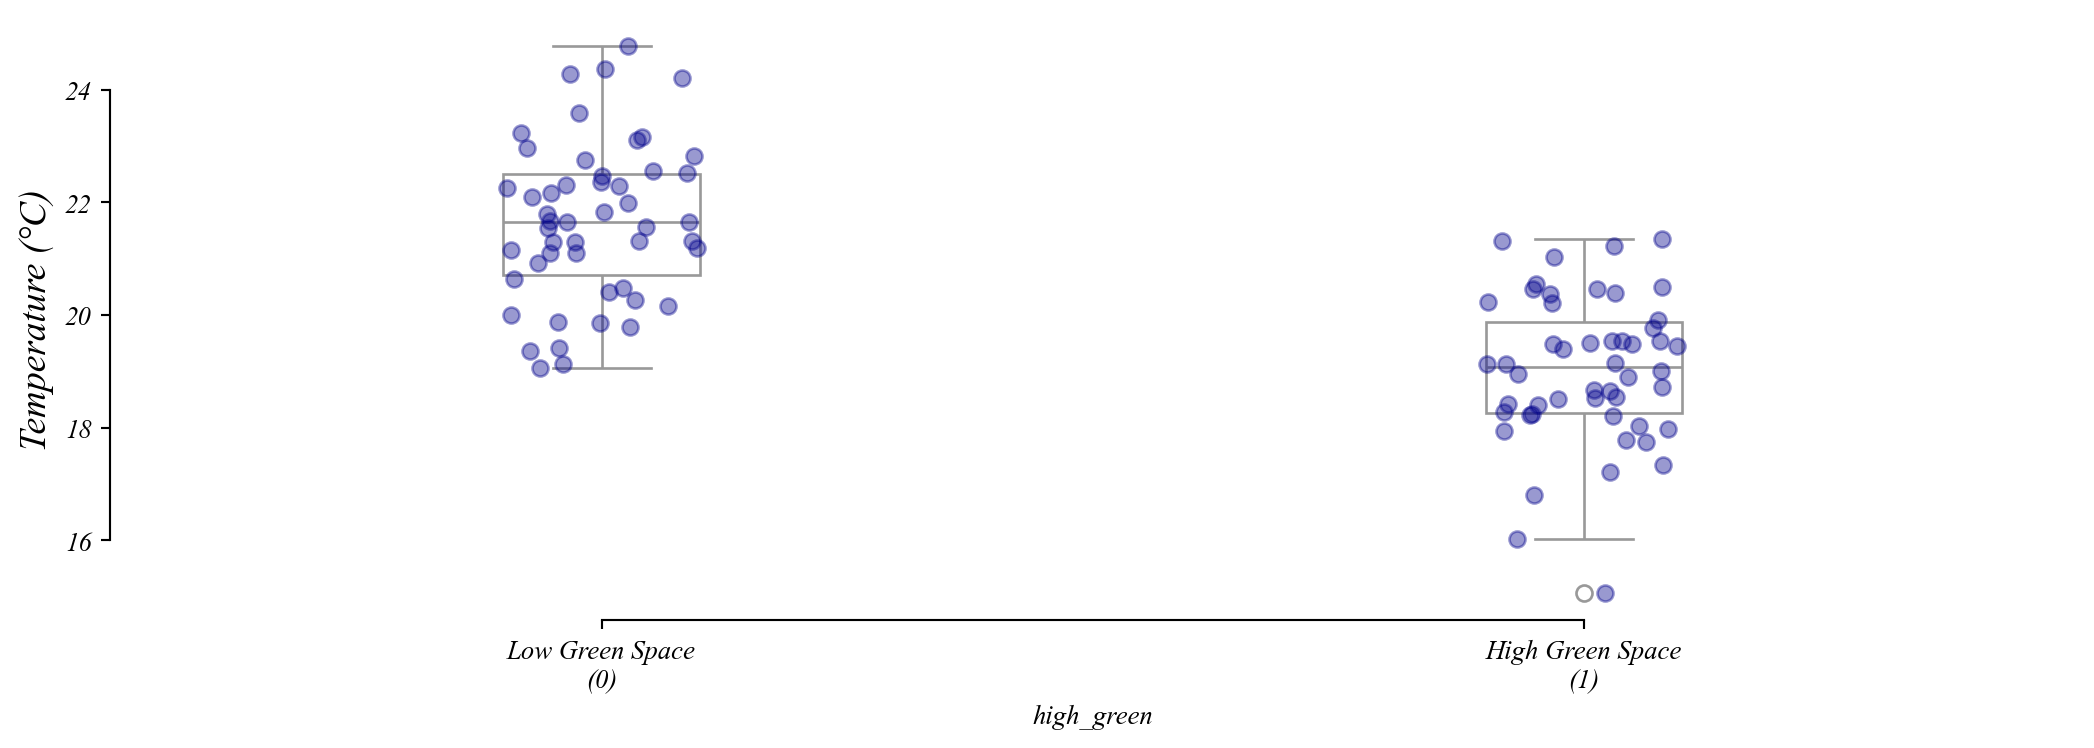 Temperature (°C)
24
22
20
18
16
Low Green Space
(0)
High Green Space
(1)
high_green